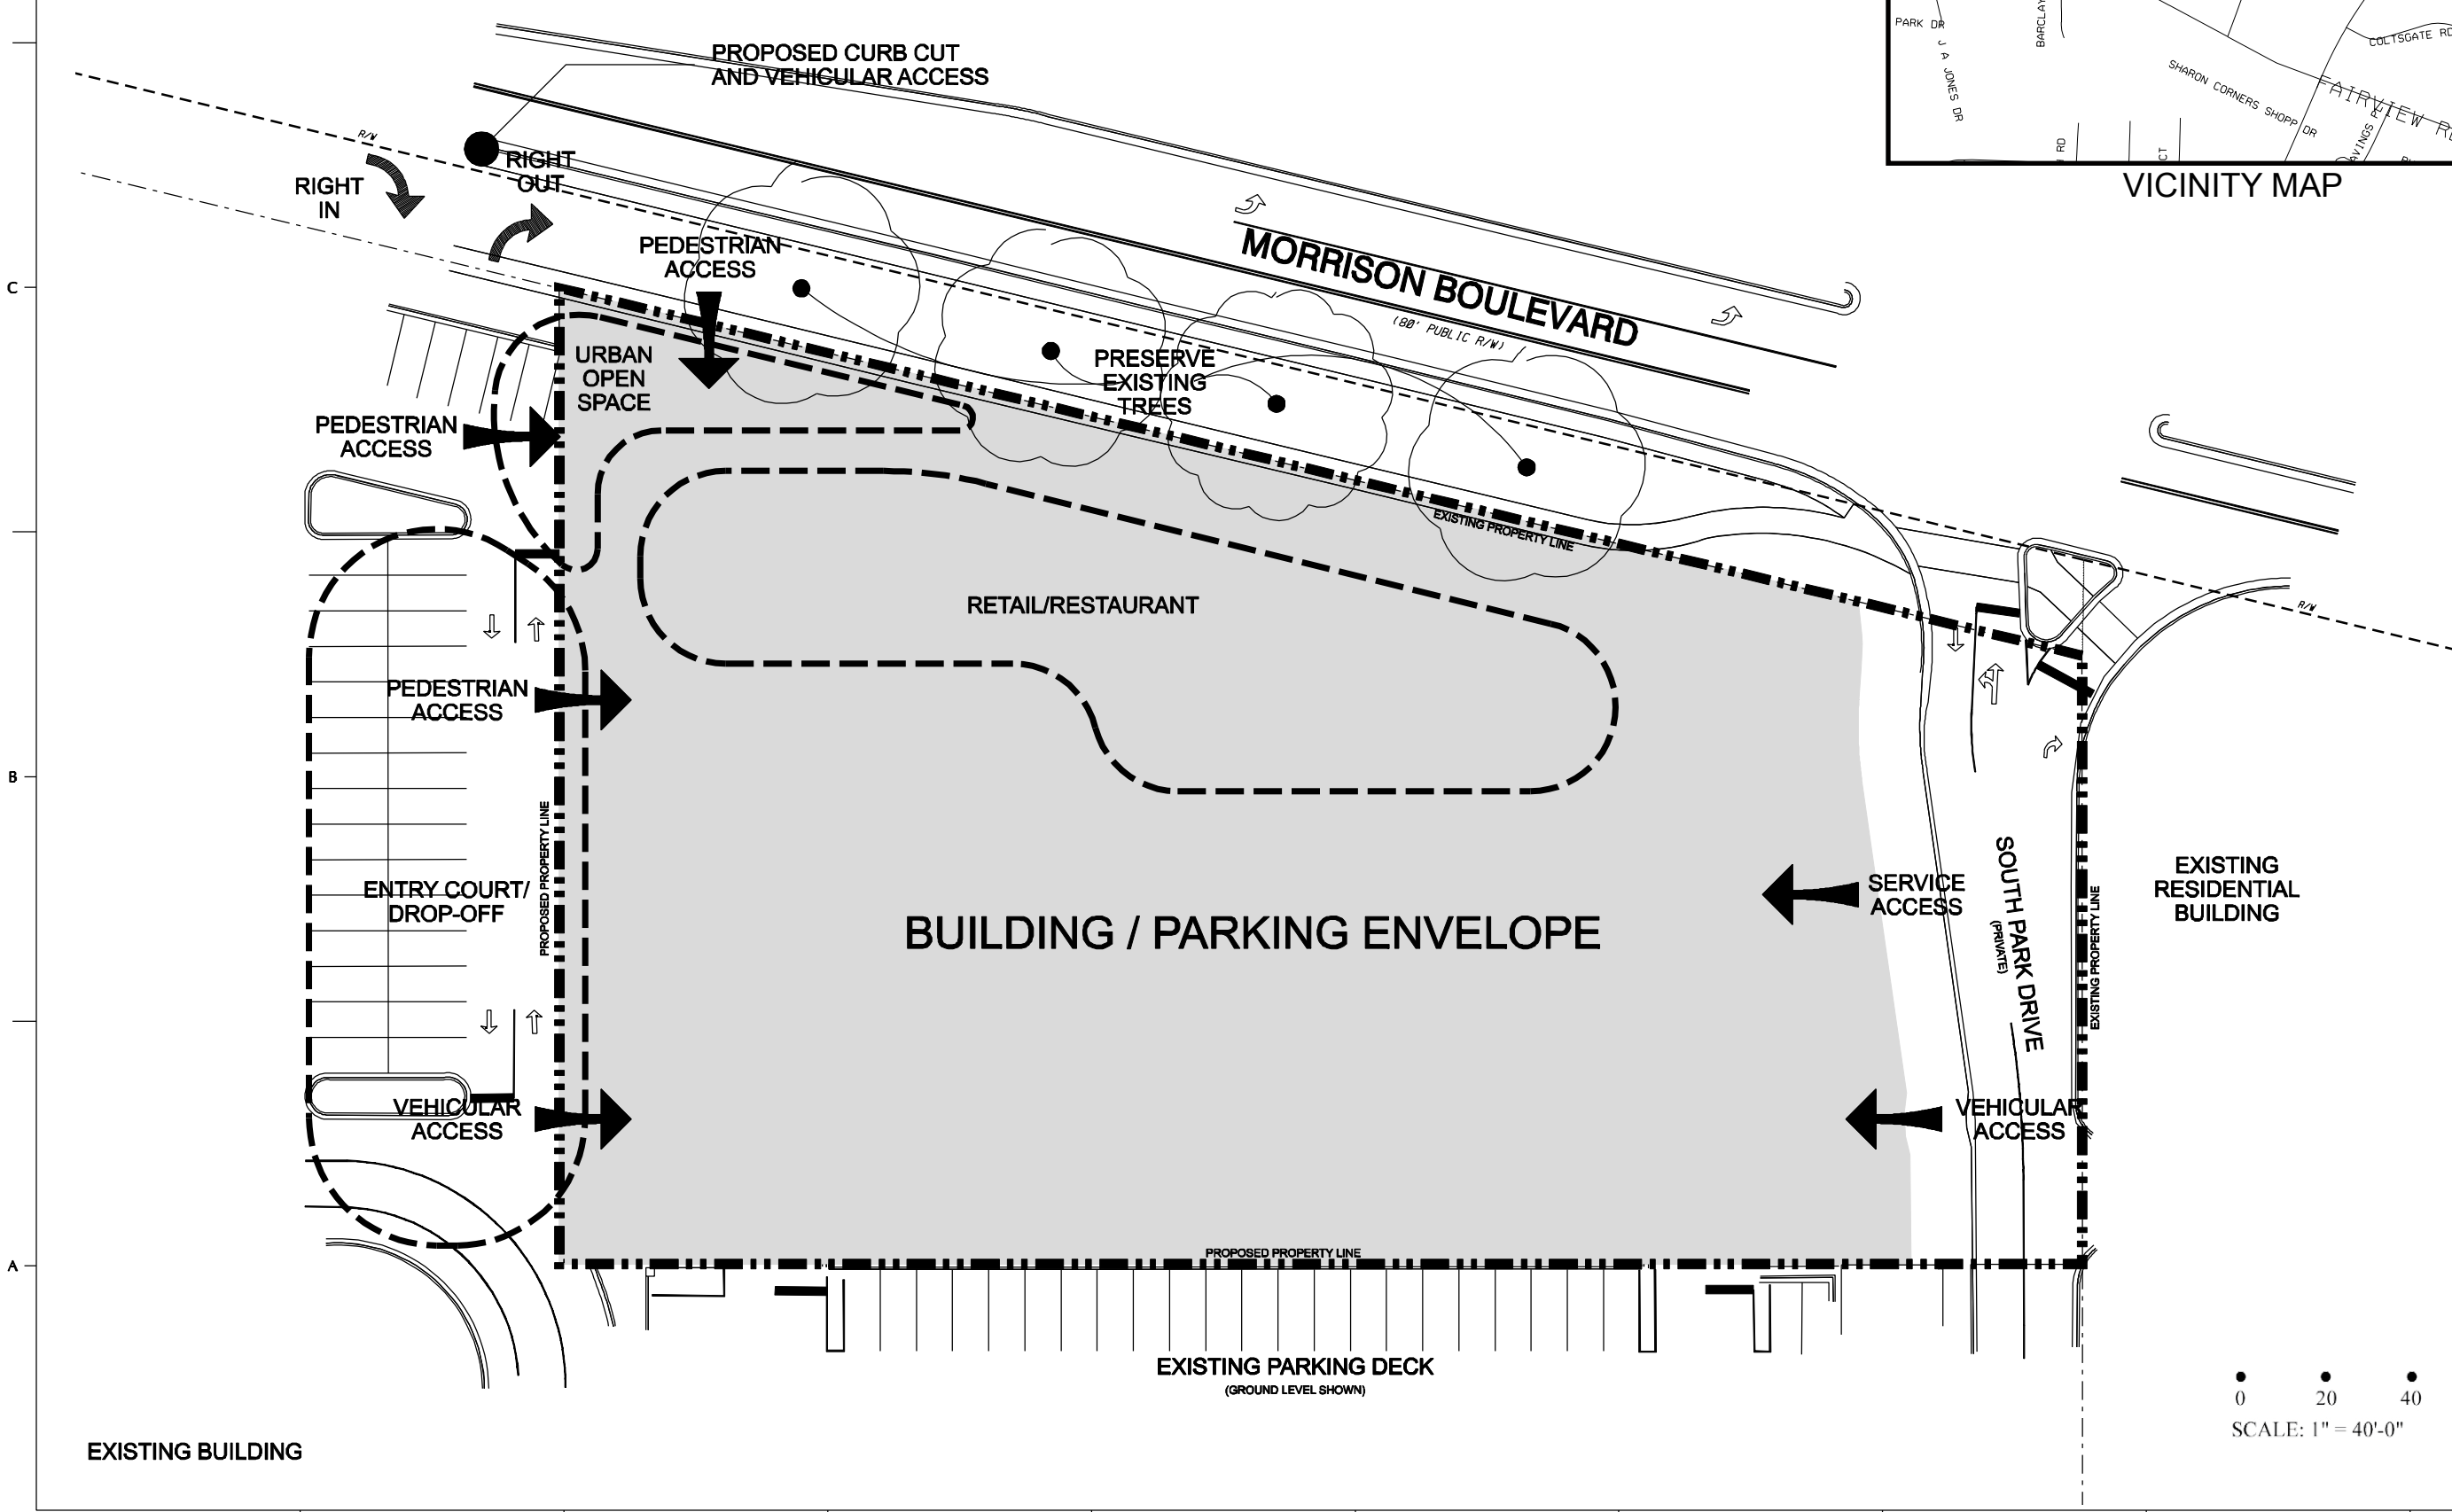 PROPOSED CURB CUT
AND VEHICULAR ACCESS
PARK DR
J A JONES DR
BARCLAY
COLTSGATE RD
SHARON CORNERS SHOPP DR
FAIRVIEW
RD
CT
VICINITY MAP
R/W
RIGHT
IN
RIGHT
OUT
PEDESTRIAN
ACCESS
MORRISON BOULEVARD
(80' PUBLIC R/W)
C
URBAN
OPEN
SPACE
PRESERVE
EXISTING
TREES
PEDESTRIAN
ACCESS
EXISTING PROPERTY LINE
R/W
RETAIL/RESTAURANT
PEDESTRIAN
ACCESS
B
PROPOSED PROPERTY LINE
ENTRY COURT/
DROP-OFF
BUILDING / PARKING ENVELOPE
SERVICE
ACCESS
SOUTH PARK DRIVE
(PRIVATE)
EXISTING PROPERTY LINE
EXISTING
RESIDENTIAL
BUILDING
VEHICULAR
ACCESS
VEHICULAR
ACCESS
A
PROPOSED PROPERTY LINE
EXISTING PARKING DECK
(GROUND LEVEL SHOWN)
0 20 40
SCALE: 1" = 40'-0"
EXISTING BUILDING